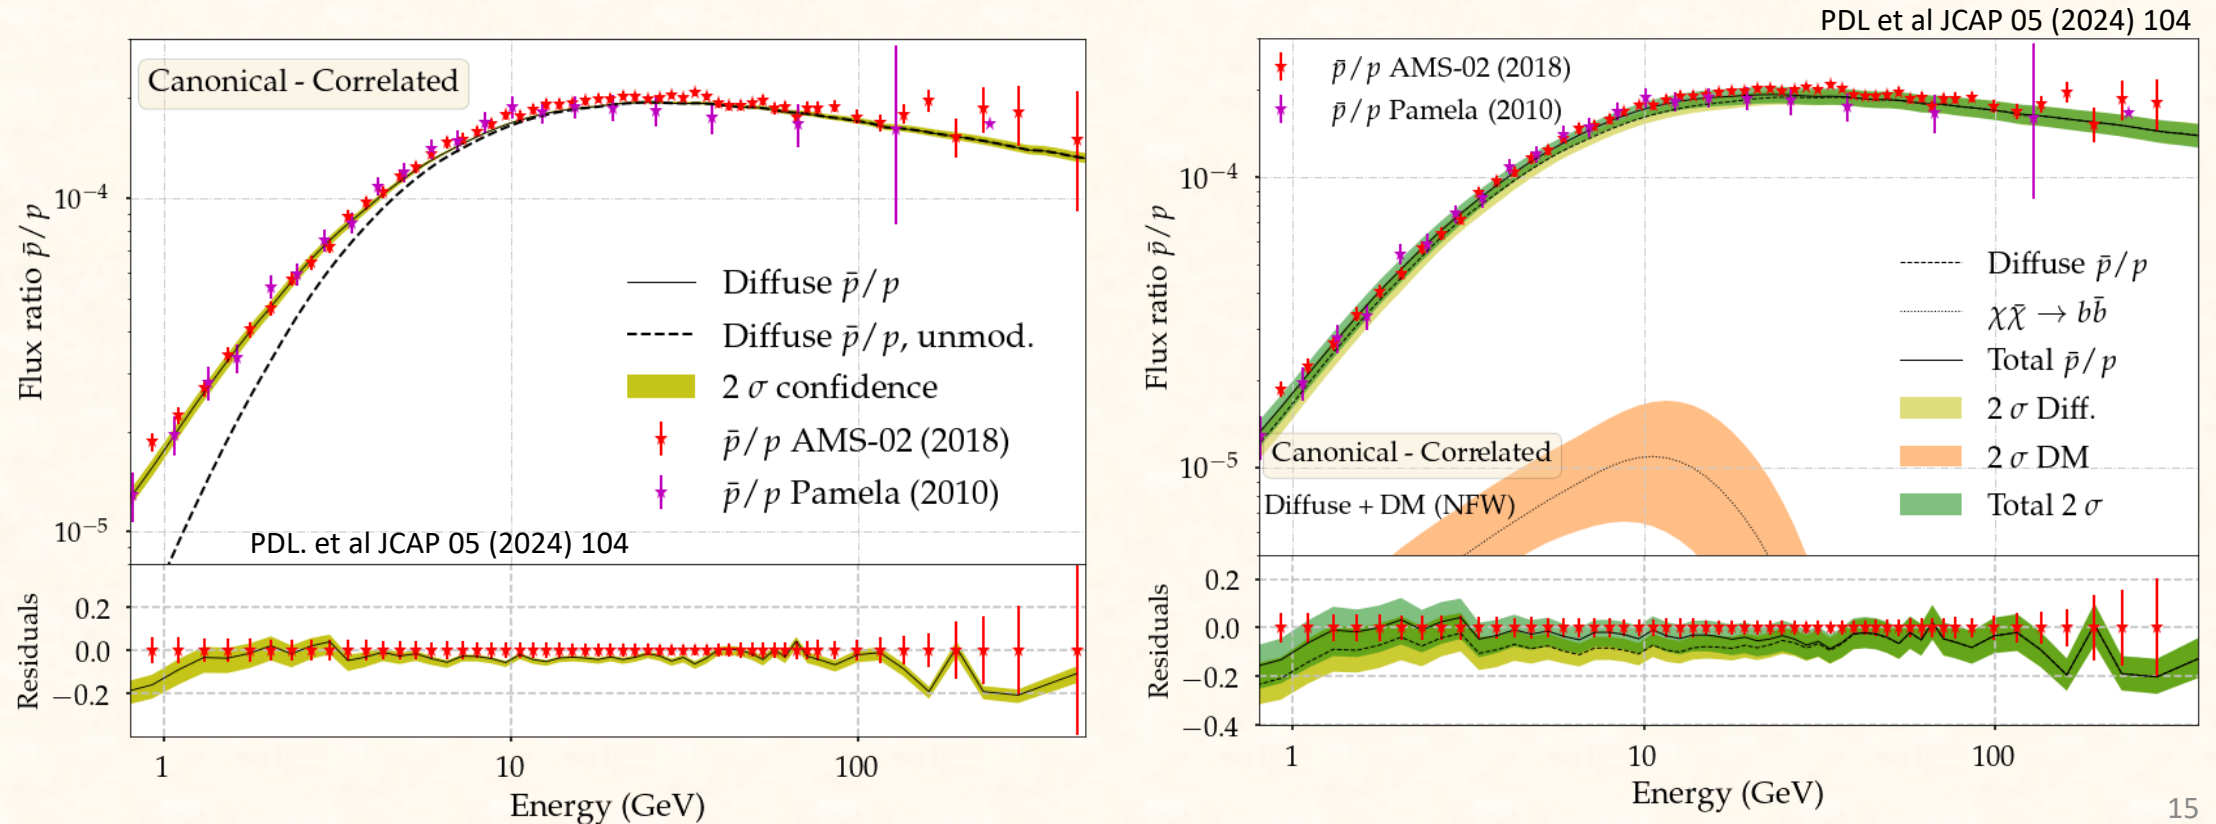 PDL et al JCAP 05 (2024) 104
Canonical - Correlated
Flux ratio p̄/p
10⁻⁴
10⁻⁵
Diffuse p̄/p
Diffuse p̄/p, unmod.
2 σ confidence
p̄/p AMS-02 (2018)
p̄/p Pamela (2010)
PDL. et al JCAP 05 (2024) 104
Residuals
0.2
0.0
−0.2
1
10
100
Energy (GeV)
p̄/p AMS-02 (2018)
p̄/p Pamela (2010)
Flux ratio p̄/p
10⁻⁴
10⁻⁵
Diffuse p̄/p
χχ̄ → bb̄
Total p̄/p
2 σ Diff.
2 σ DM
Total 2 σ
Canonical - Correlated
Diffuse + DM (NFW)
Residuals
0.2
0.0
−0.2
−0.4
1
10
100
Energy (GeV)
15